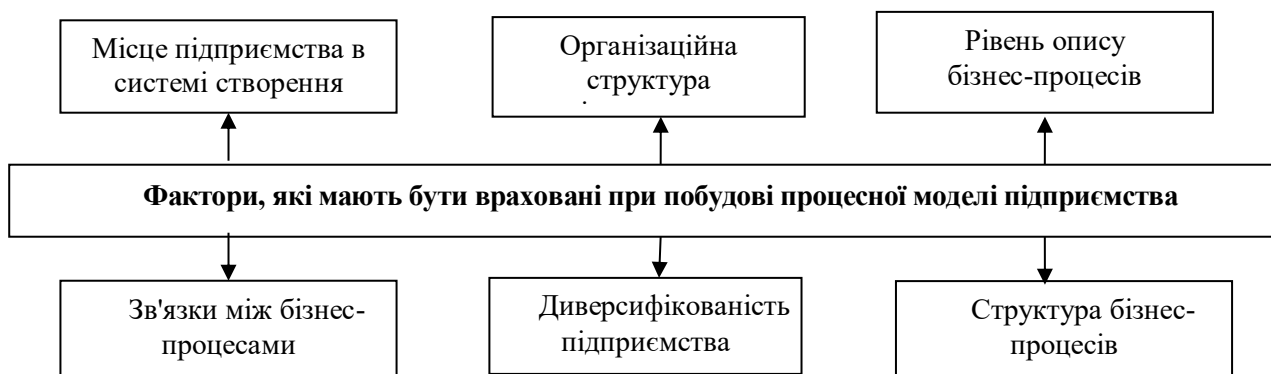 Місце підприємства в
системі створення
Організаційна
структура
.
Рівень опису
бізнес-процесів
Фактори, які мають бути враховані при побудові процесної моделі підприємства
Зв'язки між бізнес-
процесами
Диверсифікованість
підприємства
Структура бізнес-
процесів